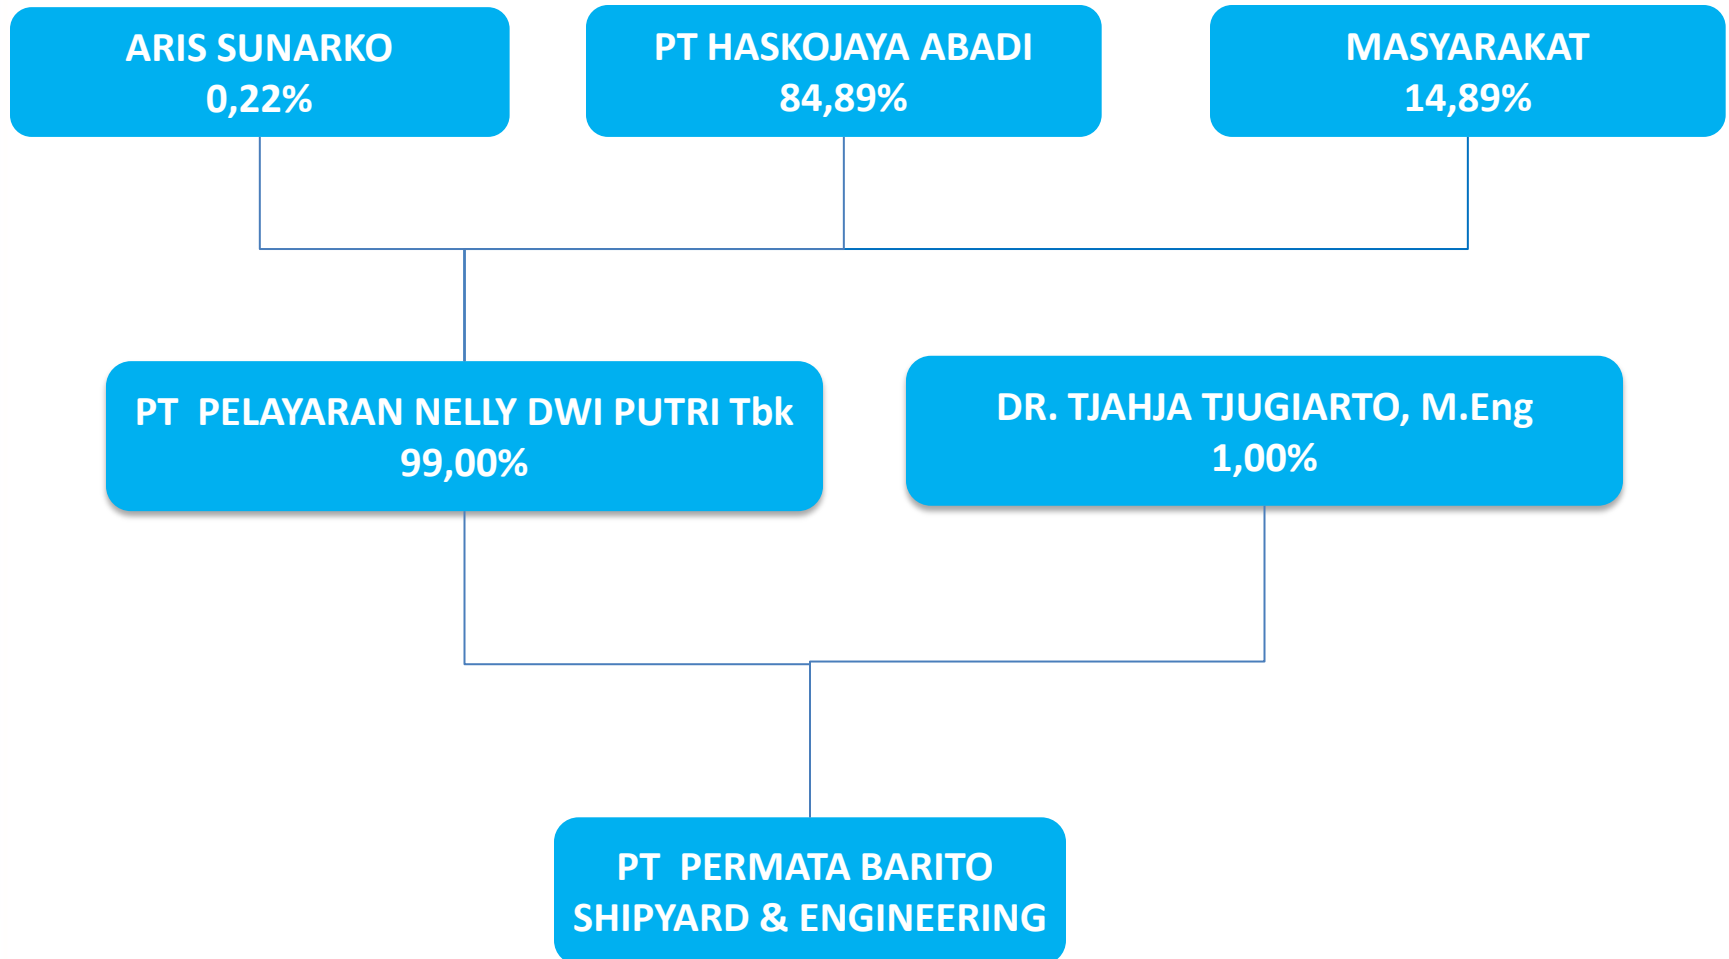 ARIS SUNARKO
0,22%
PT HASKOJAYA ABADI
84,89%
MASYARAKAT
14,89%
PT PELAYARAN NELLY DWI PUTRI Tbk
99,00%
DR. TJAHJA TJUGIARTO, M.Eng
1,00%
PT PERMATA BARITO
SHIPYARD & ENGINEERING